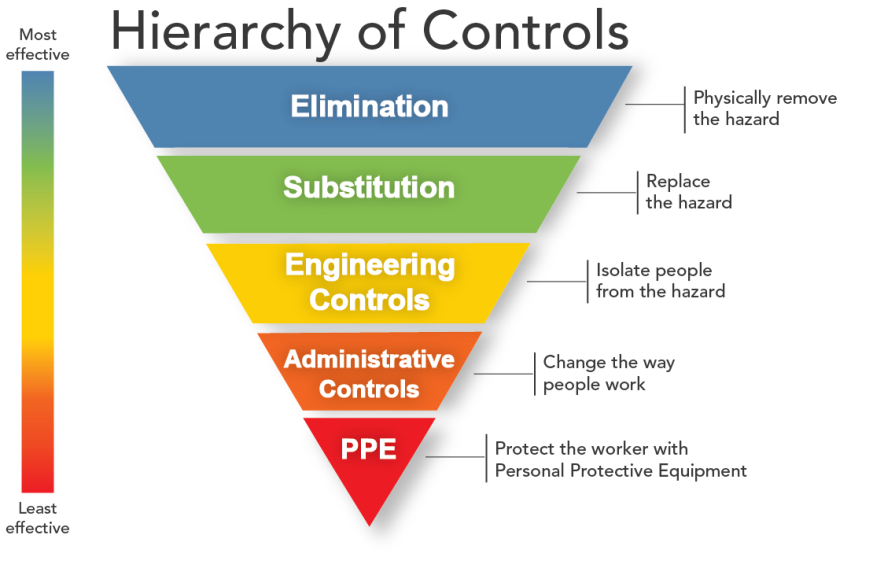 Hierarchy of Controls
Most
effective
Elimination
Physically remove
the hazard
Substitution
Replace
the hazard
Engineering
Controls
Isolate people
from the hazard
Administrative
Controls
Change the way
people work
PPE
Protect the worker with
Personal Protective Equipment
Least
effective